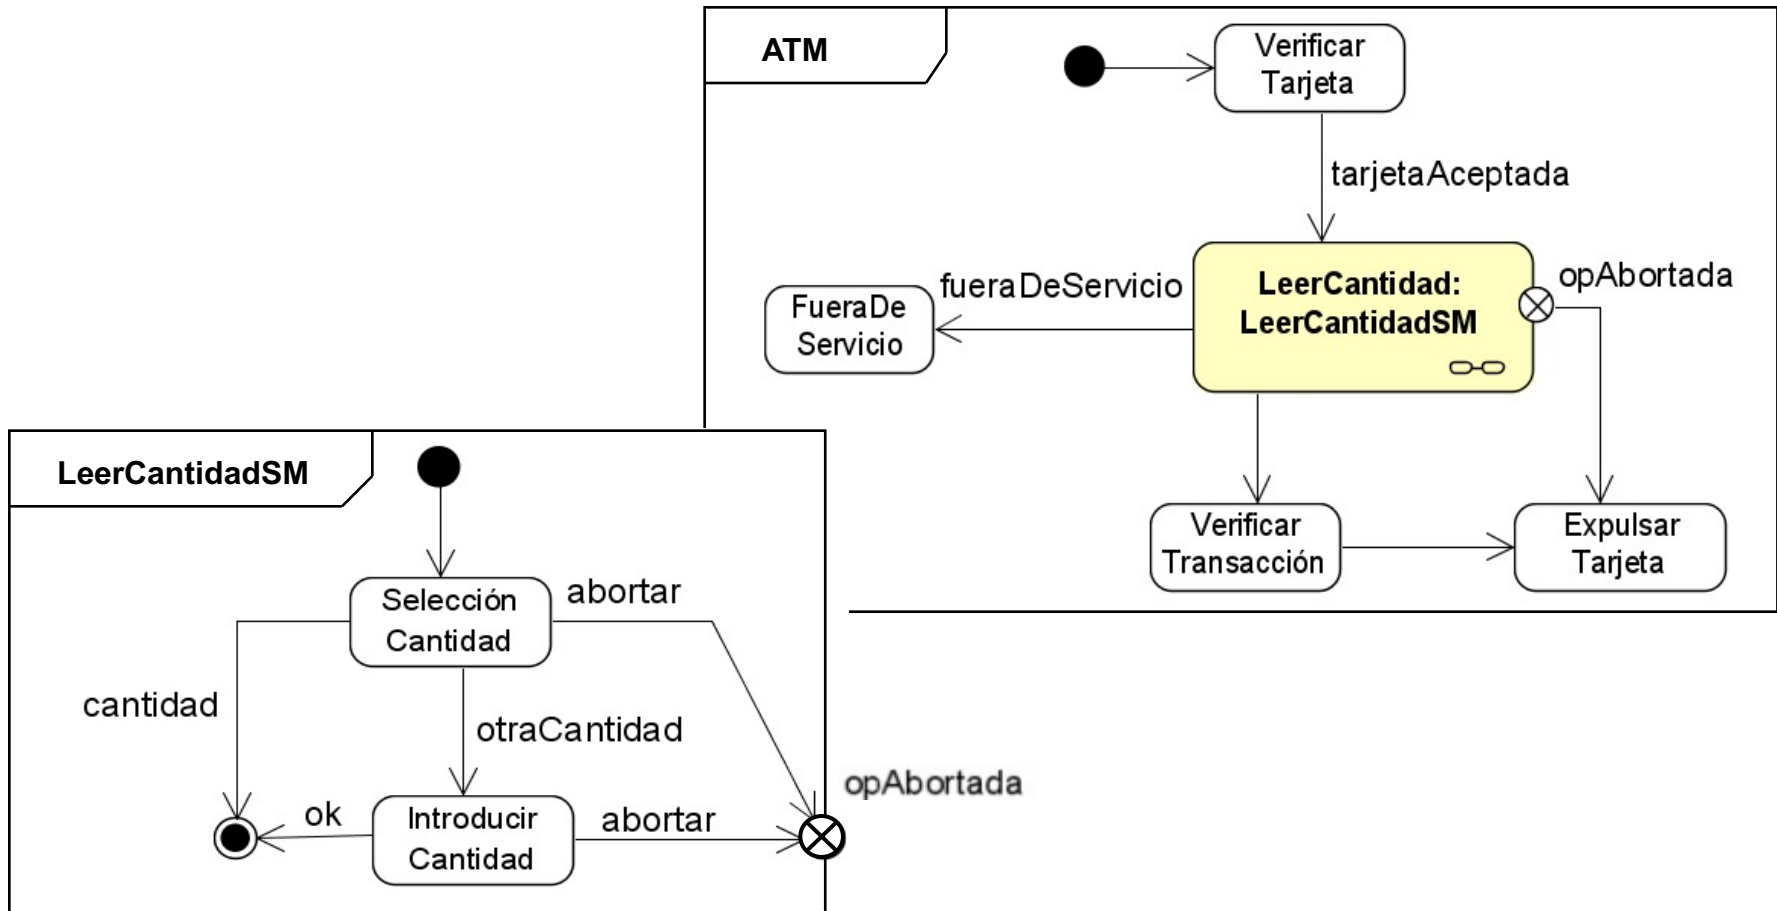 ATM
Verificar
Tarjeta
tarjetaAceptada
LeerCantidad:
LeerCantidadSM
opAbortada
fueraDeServicio
FueraDe
Servicio
Verificar
Transacción
Expulsar
Tarjeta
LeerCantidadSM
Selección
Cantidad
abortar
cantidad
otraCantidad
opAbortada
Introducir
Cantidad
ok
abortar